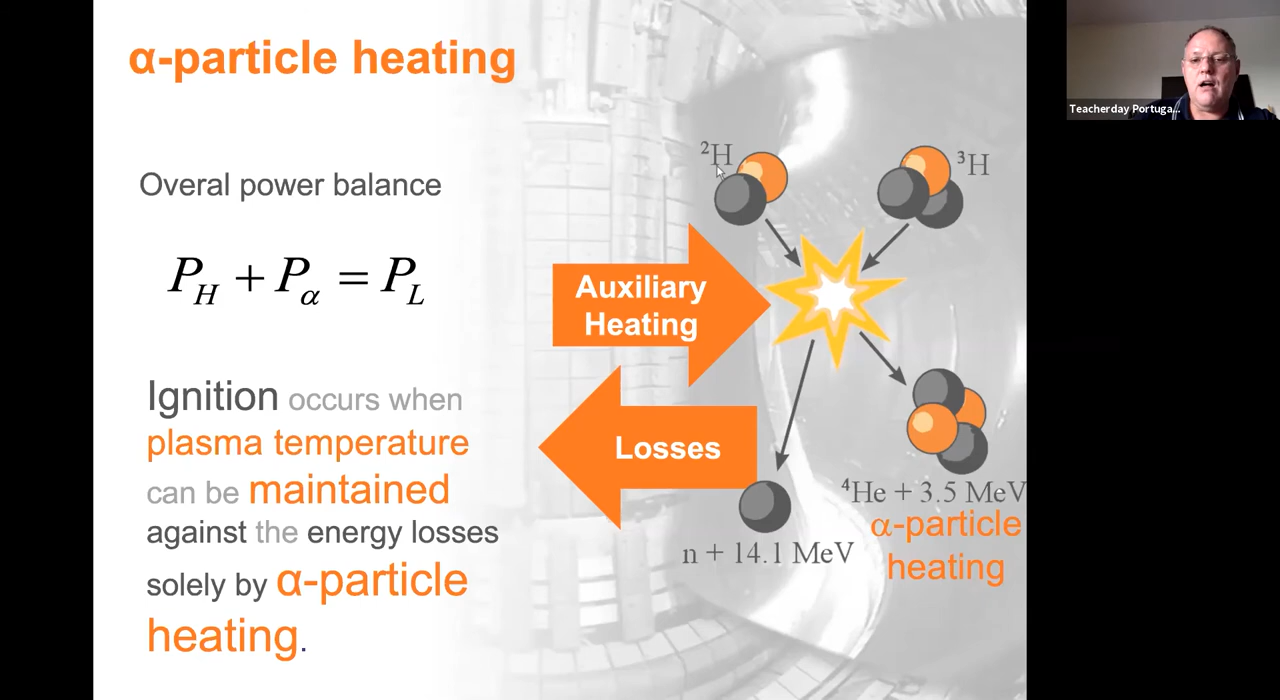 α-particle heating
Teacherday Portuga...
Overal power balance
P_H + P_α = P_L
²H
³H
Auxiliary
Heating
Losses
Ignition occurs when
plasma temperature
can be maintained
against the energy losses
solely by α-particle
heating.
⁴He + 3.5 MeV
α-particle
heating
n + 14.1 MeV